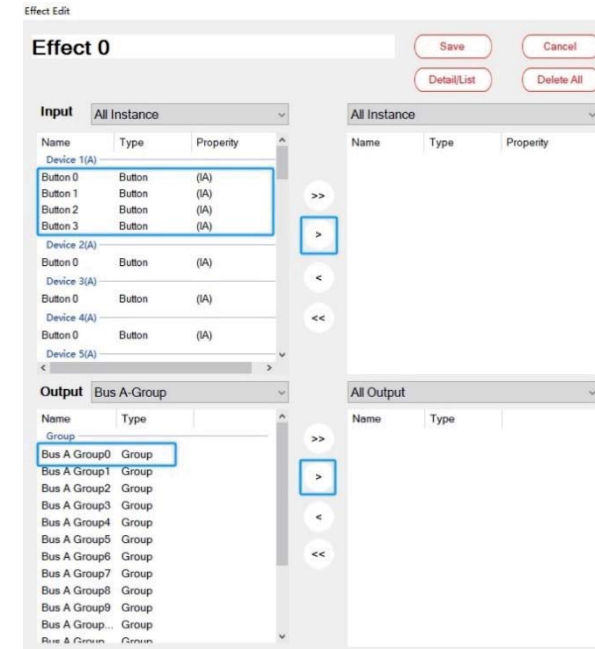 Effect Edit
Effect 0
Save Cancel
Detail/List Delete All
Input All Instance All Instance
Name Type Properity Name Type Properity
Device 1(A)
Button 0 Button (IA)
Button 1 Button (IA) >>
Button 2 Button (IA)
Button 3 Button (IA) >
Device 2(A)
Button 0 Button (IA)
Device 3(A) <
Button 0 Button (IA)
Device 4(A) <<
Button 0 Button (IA)
Device 5(A)
< >
Output Bus A-Group All Output
Name Type Name Type
Group >>
Bus A Group0 Group
Bus A Group1 Group >
Bus A Group2 Group
Bus A Group3 Group
Bus A Group4 Group <
Bus A Group5 Group
Bus A Group6 Group <<
Bus A Group7 Group
Bus A Group8 Group
Bus A Group9 Group
Bus A Group... Group
Bus A Group... Group